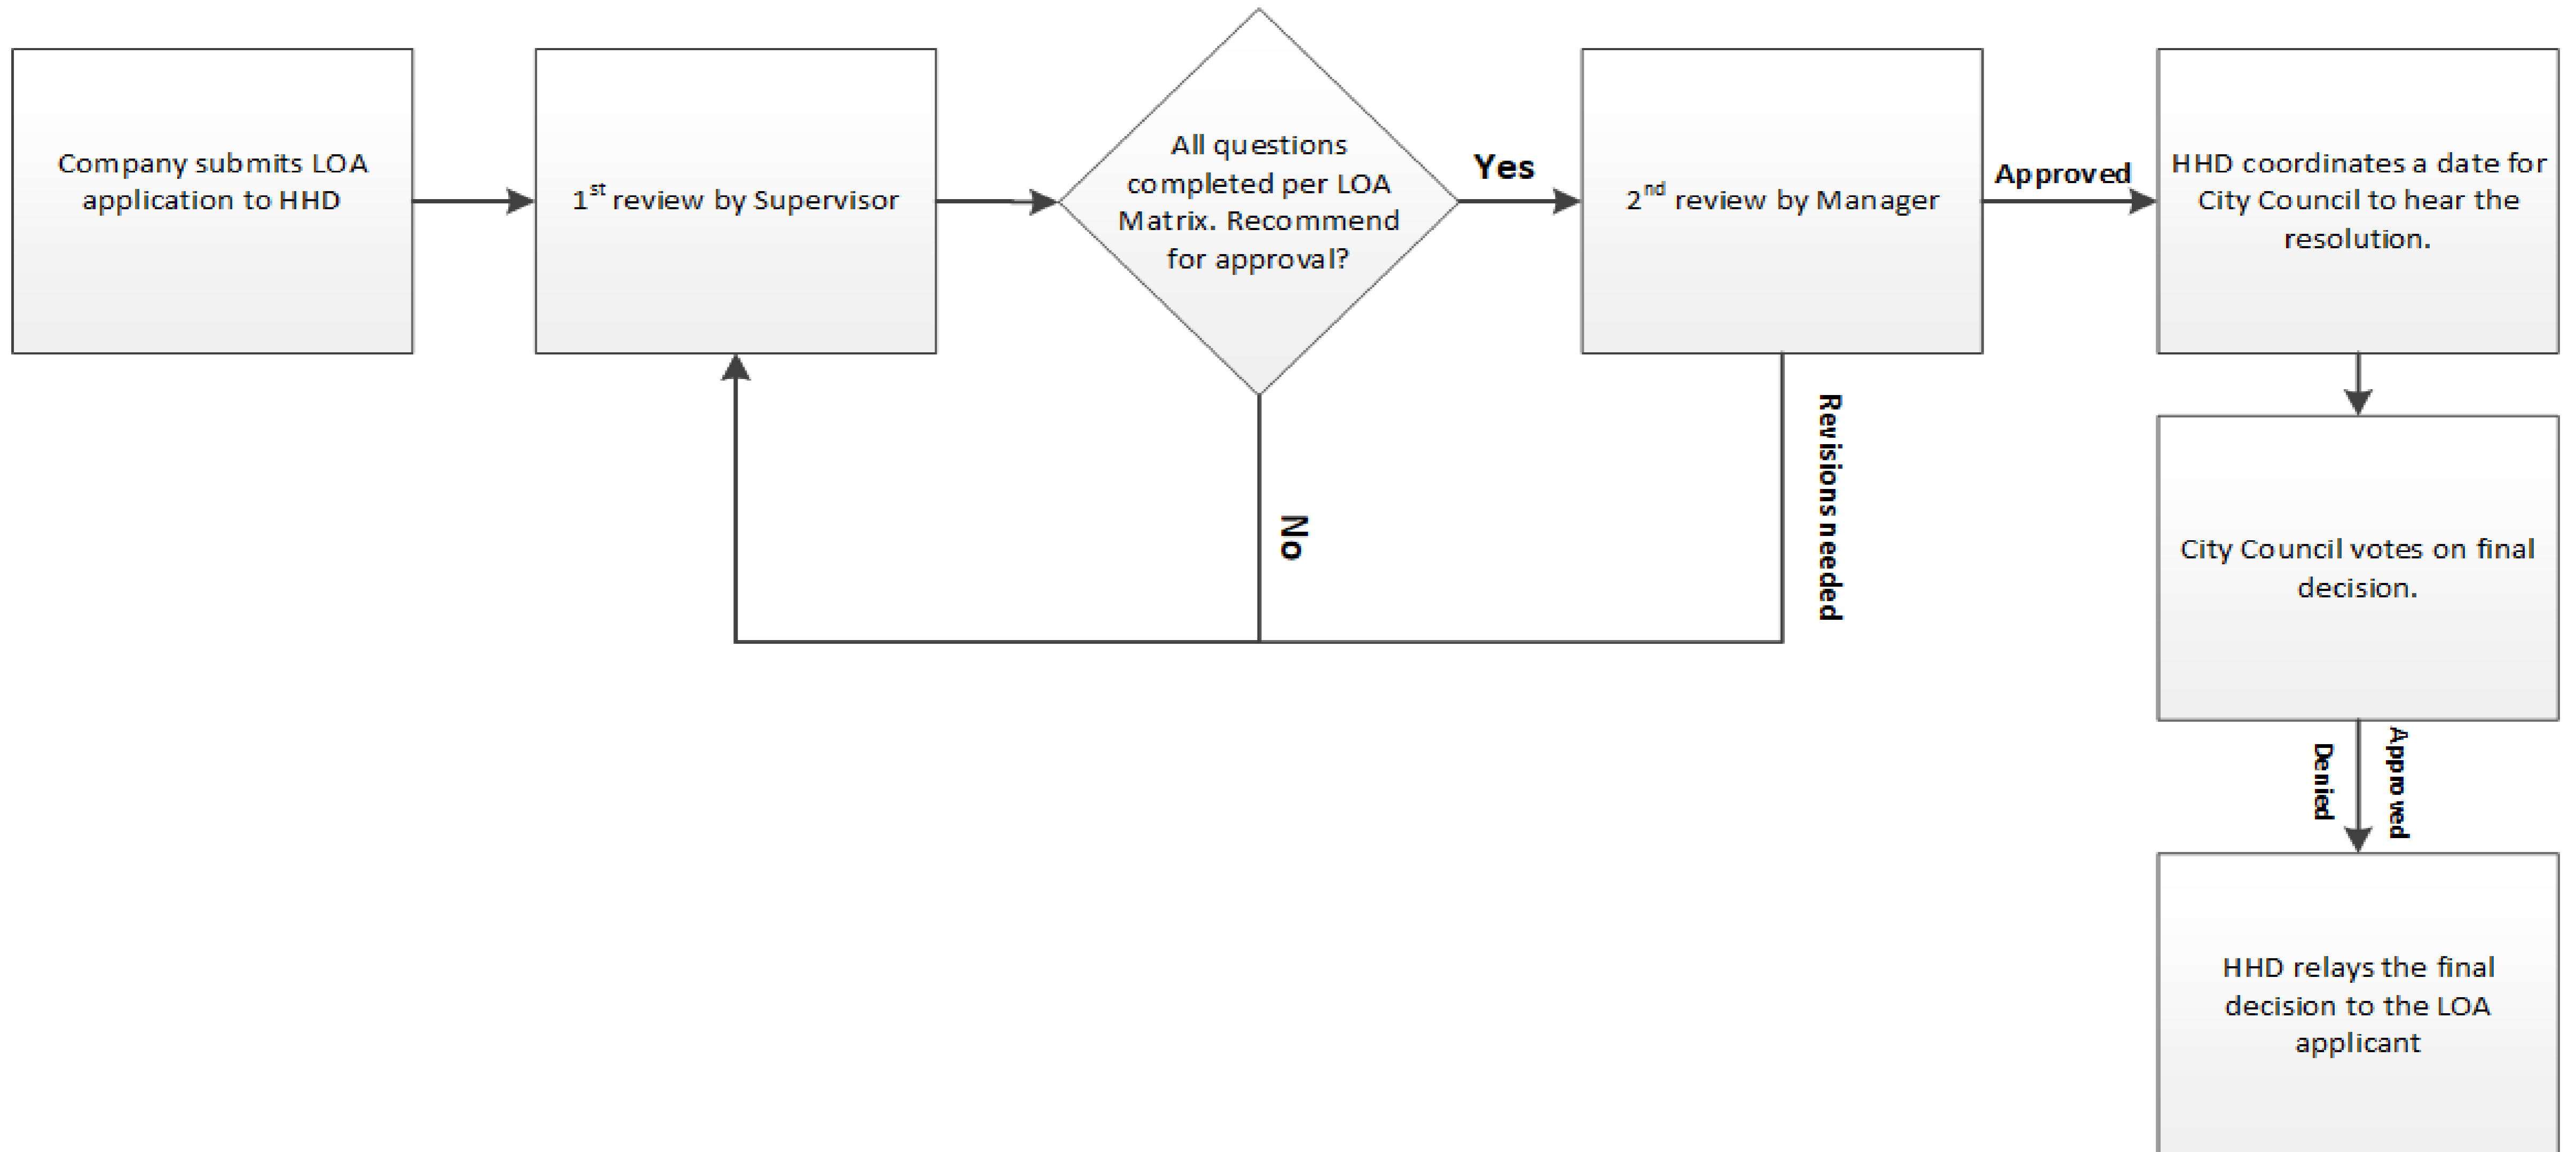 Company submits LOA
application to HHD
1st review by Supervisor
All questions
completed per LOA
Matrix. Recommend
for approval?
Yes
2nd review by Manager
Approved
HHD coordinates a date for
City Council to hear the
resolution.
No
Revisions needed
City Council votes on final
decision.
Denied
Approved
HHD relays the final
decision to the LOA
applicant